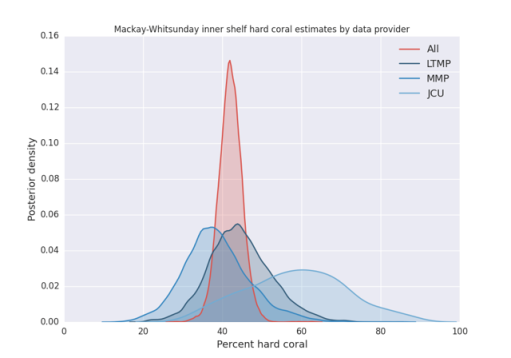 Mackay-Whitsunday inner shelf hard coral estimates by data provider
0.16
0.14
0.12
0.10
0.08
0.06
0.04
0.02
0.00
Posterior density
All
LTMP
MMP
JCU
0 20 40 60 80 100
Percent hard coral